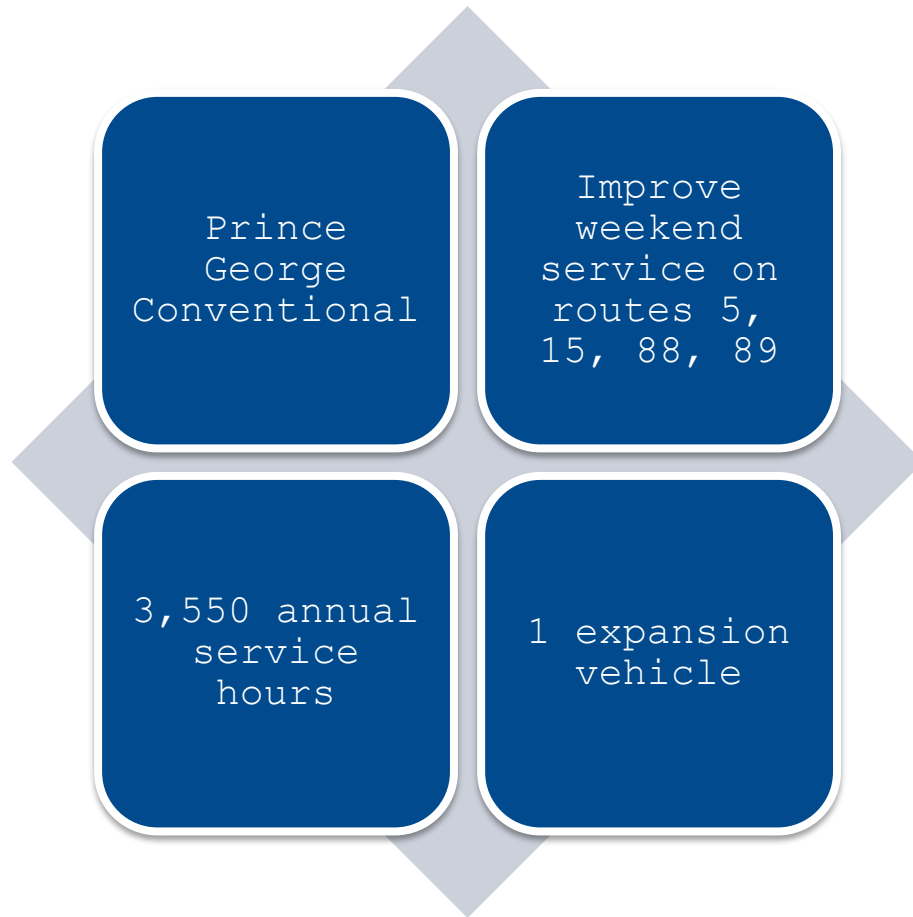 Prince
George
Conventional
Improve
weekend
service on
routes 5,
15, 88, 89
3,550 annual
service
hours
1 expansion
vehicle